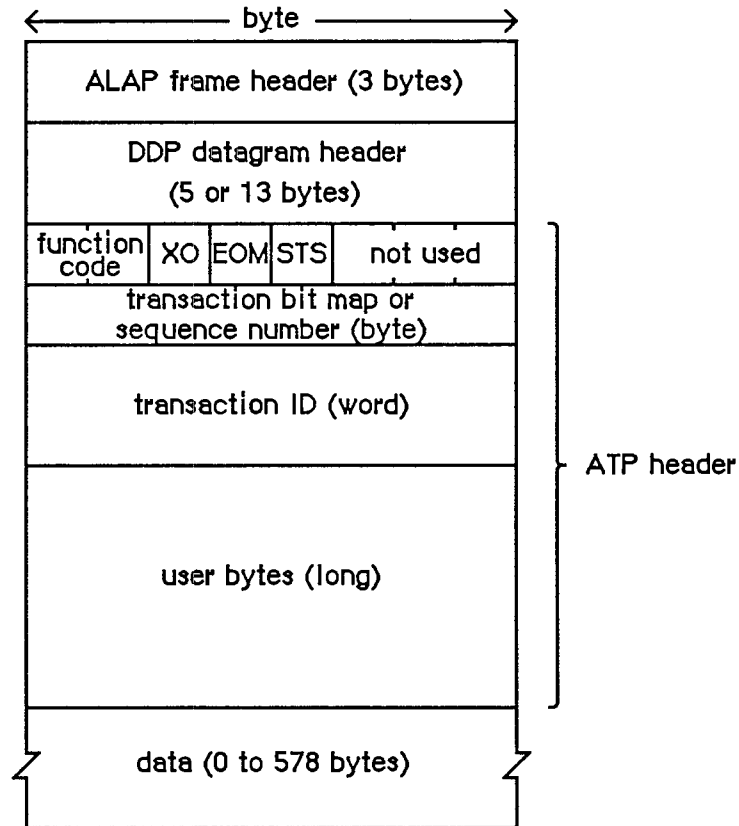 byte
ALAP frame header (3 bytes)
DDP datagram header
(5 or 13 bytes)
function
code
XO
EOM
STS
not used
transaction bit map or
sequence number (byte)
transaction ID (word)
ATP header
user bytes (long)
data (0 to 578 bytes)